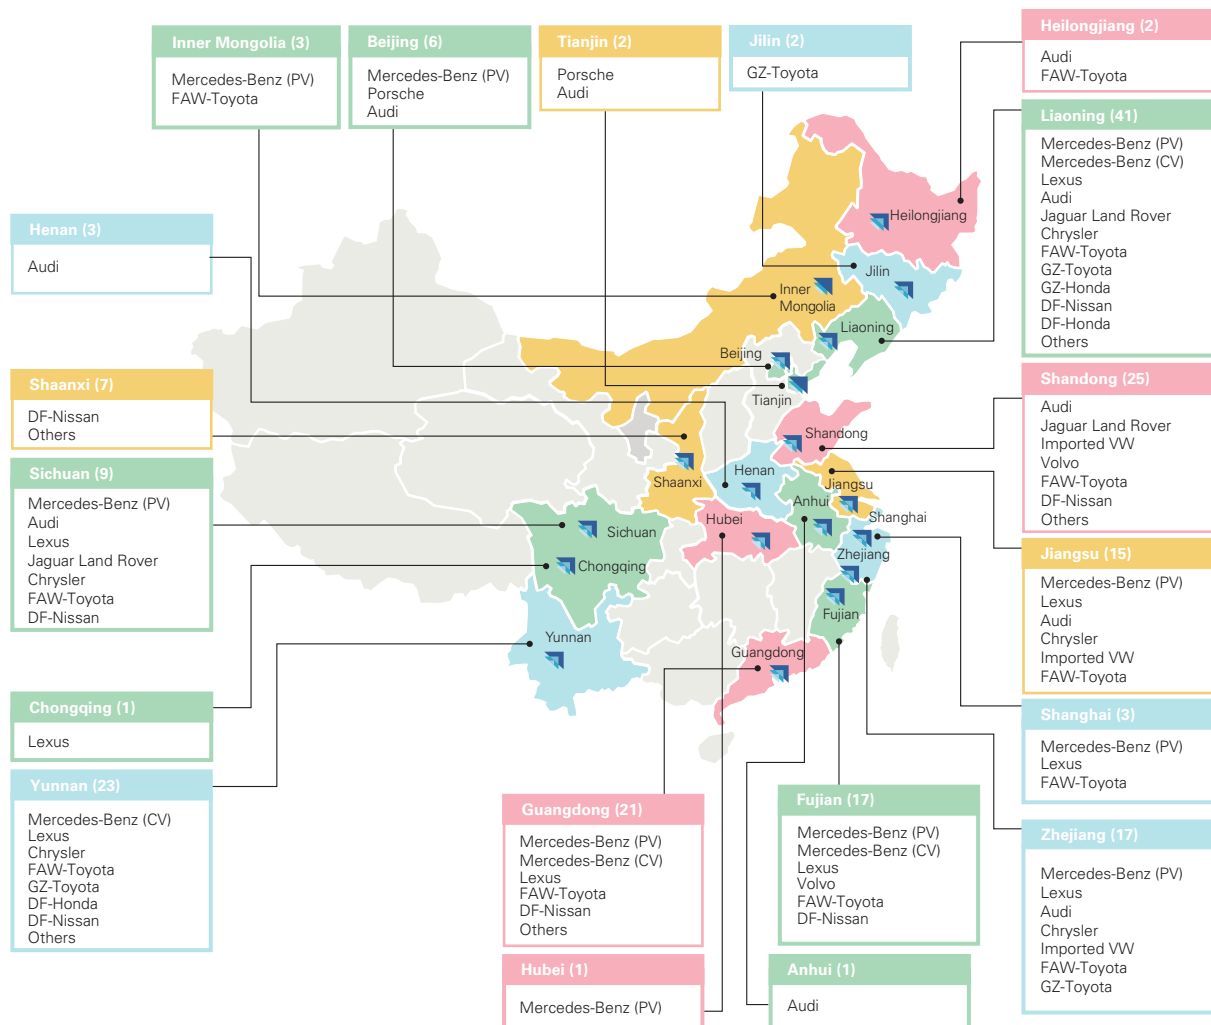 Inner Mongolia (3)
Mercedes-Benz (PV)
FAW-Toyota
Beijing (6)
Mercedes-Benz (PV)
Porsche
Audi
Tianjin (2)
Porsche
Audi
Jilin (2)
GZ-Toyota
Heilongjiang (2)
Audi
FAW-Toyota
Liaoning (41)
Mercedes-Benz (PV)
Mercedes-Benz (CV)
Lexus
Audi
Jaguar Land Rover
Chrysler
FAW-Toyota
GZ-Toyota
GZ-Honda
DF-Nissan
DF-Honda
Others
Henan (3)
Audi
Shaanxi (7)
DF-Nissan
Others
Sichuan (9)
Mercedes-Benz (PV)
Audi
Lexus
Jaguar Land Rover
Chrysler
FAW-Toyota
DF-Nissan
Chongqing (1)
Lexus
Yunnan (23)
Mercedes-Benz (CV)
Lexus
Chrysler
FAW-Toyota
GZ-Toyota
DF-Honda
DF-Nissan
Others
Heilongjiang
Jilin
Inner
Mongolia
Liaoning
Beijing
Tianjin
Shandong
Shaanxi
Henan
Jiangsu
Anhui
Shanghai
Hubei
Zhejiang
Sichuan
Chongqing
Fujian
Yunnan
Guangdong
Shandong (25)
Audi
Jaguar Land Rover
Imported VW
Volvo
FAW-Toyota
DF-Nissan
Others
Jiangsu (15)
Mercedes-Benz (PV)
Lexus
Audi
Chrysler
Imported VW
FAW-Toyota
Shanghai (3)
Mercedes-Benz (PV)
Lexus
FAW-Toyota
Zhejiang (17)
Mercedes-Benz (PV)
Lexus
Audi
Chrysler
Imported VW
FAW-Toyota
GZ-Toyota
Guangdong (21)
Mercedes-Benz (PV)
Mercedes-Benz (CV)
Lexus
FAW-Toyota
DF-Nissan
Others
Fujian (17)
Mercedes-Benz (PV)
Mercedes-Benz (CV)
Lexus
Volvo
FAW-Toyota
DF-Nissan
Hubei (1)
Mercedes-Benz (PV)
Anhui (1)
Audi